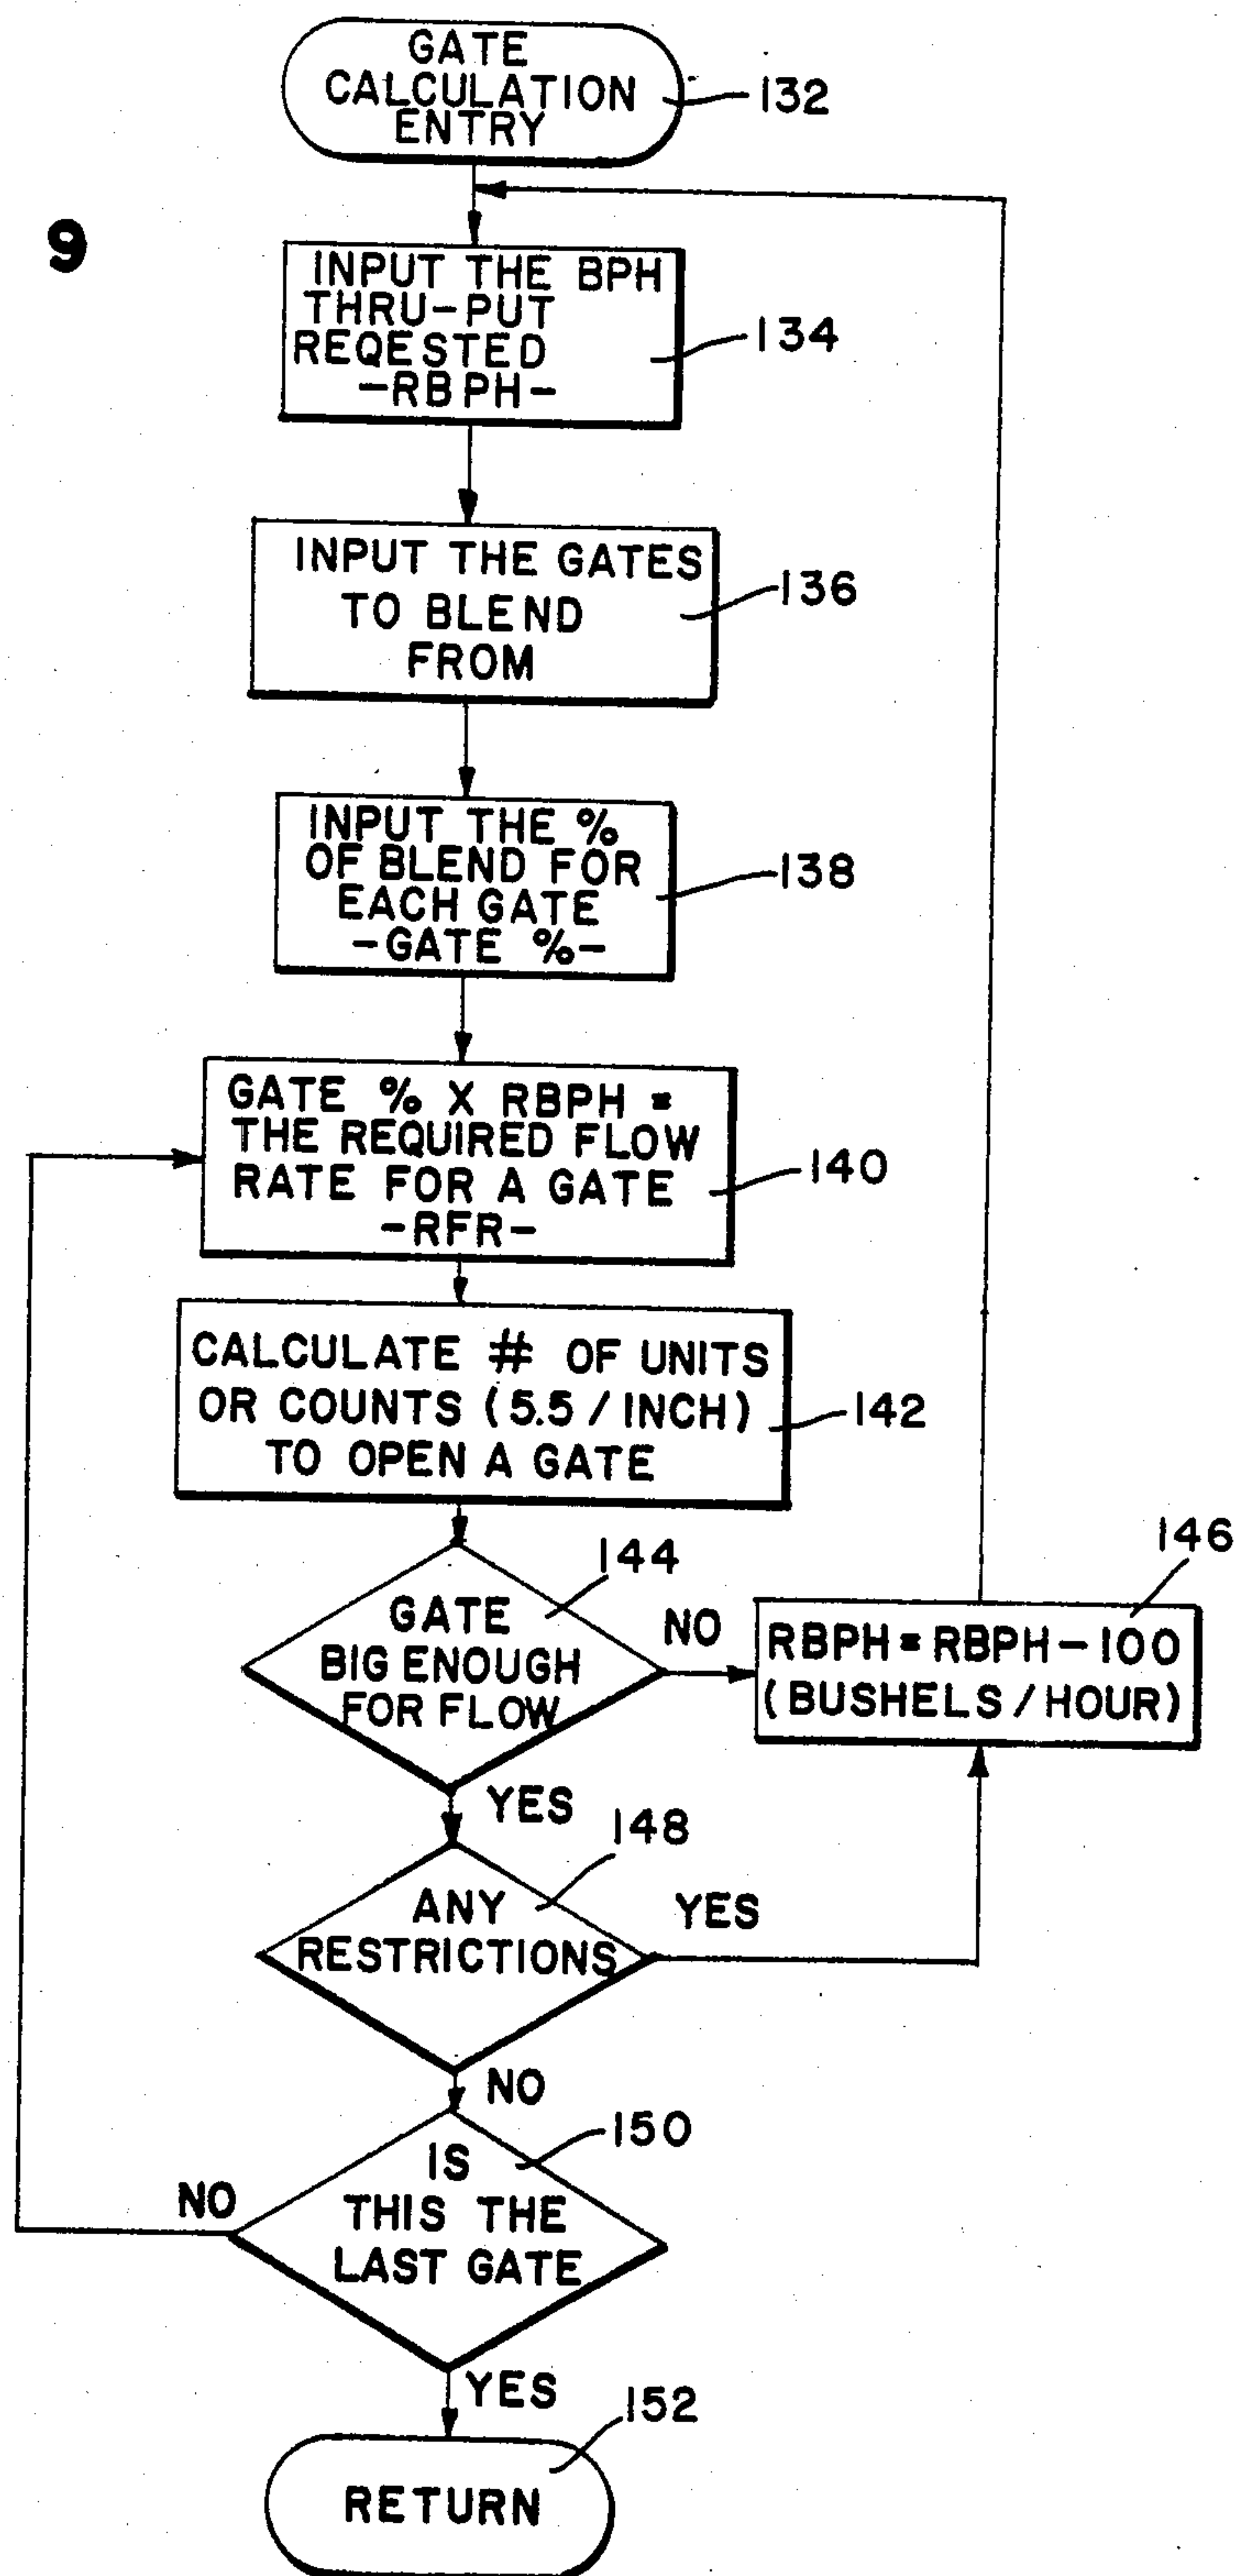 GATE
CALCULATION
ENTRY
132
9
INPUT THE BPH
THRU-PUT
REQESTED
-RBPH-
134
INPUT THE GATES
TO BLEND
FROM
136
INPUT THE %
OF BLEND FOR
EACH GATE
-GATE %-
138
GATE % X RBPH =
THE REQUIRED FLOW
RATE FOR A GATE
-RFR-
140
CALCULATE # OF UNITS
OR COUNTS (5.5 / INCH)
TO OPEN A GATE
142
144
GATE
BIG ENOUGH
FOR FLOW
NO
146
RBPH = RBPH - 100
(BUSHELS / HOUR)
YES
148
ANY
RESTRICTIONS
YES
NO
150
IS
THIS THE
LAST GATE
NO
YES
152
RETURN